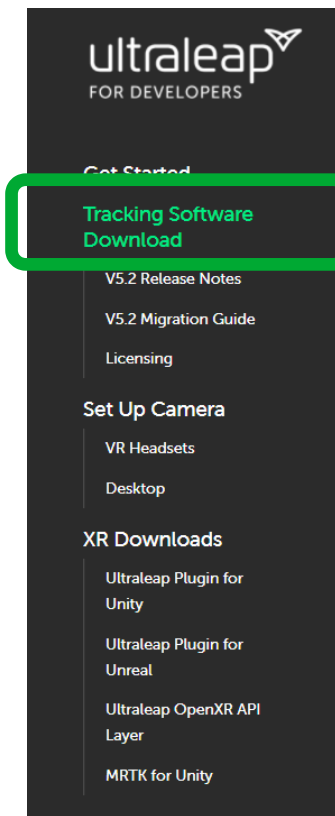 ultraleap
FOR DEVELOPERS
Get Started
Tracking Software
Download
V5.2 Release Notes
V5.2 Migration Guide
Licensing
Set Up Camera
VR Headsets
Desktop
XR Downloads
Ultraleap Plugin for
Unity
Ultraleap Plugin for
Unreal
Ultraleap OpenXR API
Layer
MRTK for Unity